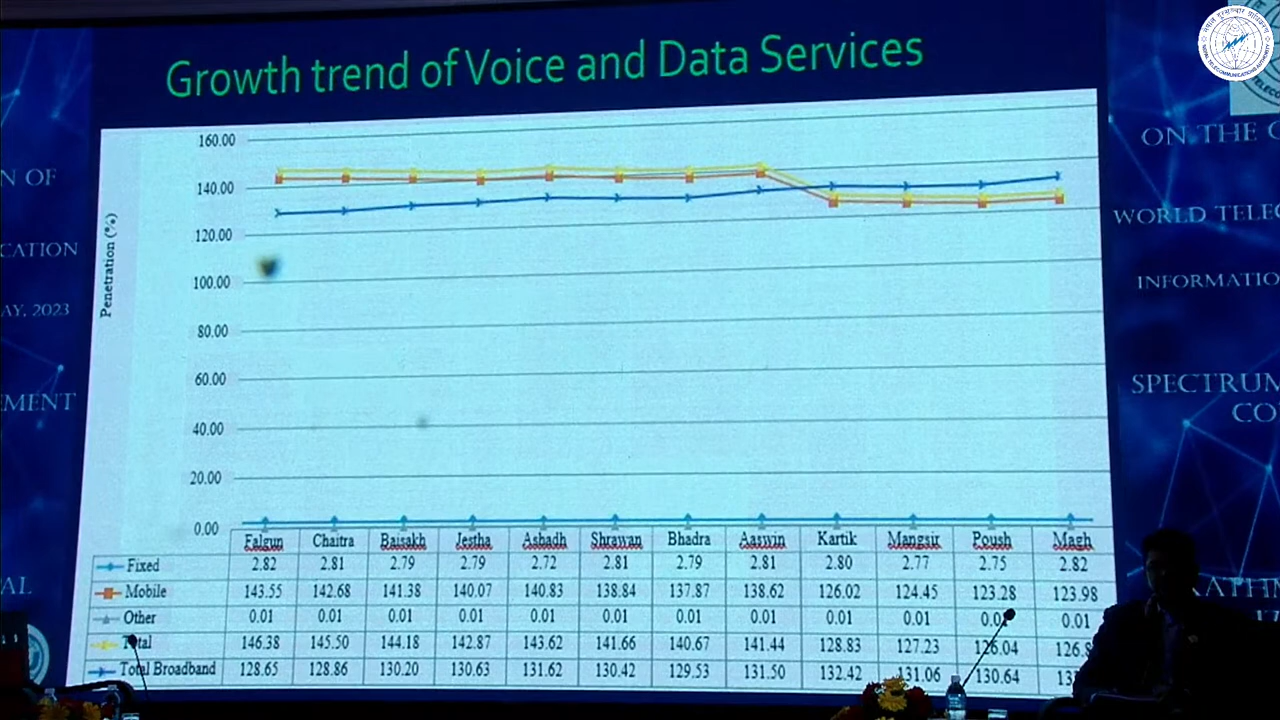 Growth trend of Voice and Data Services
N OF
CATION
AY, 2023
EMENT
AL
ON THE
WORLD TELEC
INFORMATIO
SPECTRUM
CO
KATHM
Penetration (%)
160.00
140.00
120.00
100.00
80.00
60.00
40.00
20.00
0.00
Falgun Chaitra Baisakh Jestha Ashadh Shrawan Bhadra Aaswin Kartik Mangsir Poush Magh
Fixed 2.82 2.81 2.79 2.79 2.72 2.81 2.79 2.81 2.80 2.77 2.75 2.82
Mobile 143.55 142.68 141.38 140.07 140.83 138.84 137.87 138.62 126.02 124.45 123.28 123.98
Other 0.01 0.01 0.01 0.01 0.01 0.01 0.01 0.01 0.01 0.01 0.01
Total 146.38 145.50 144.18 142.87 143.62 141.66 140.67 141.44 128.83 127.23 126.04
Total Broadband 128.65 128.86 130.20 130.63 131.62 130.42 129.53 131.50 132.42 131.06 130.64